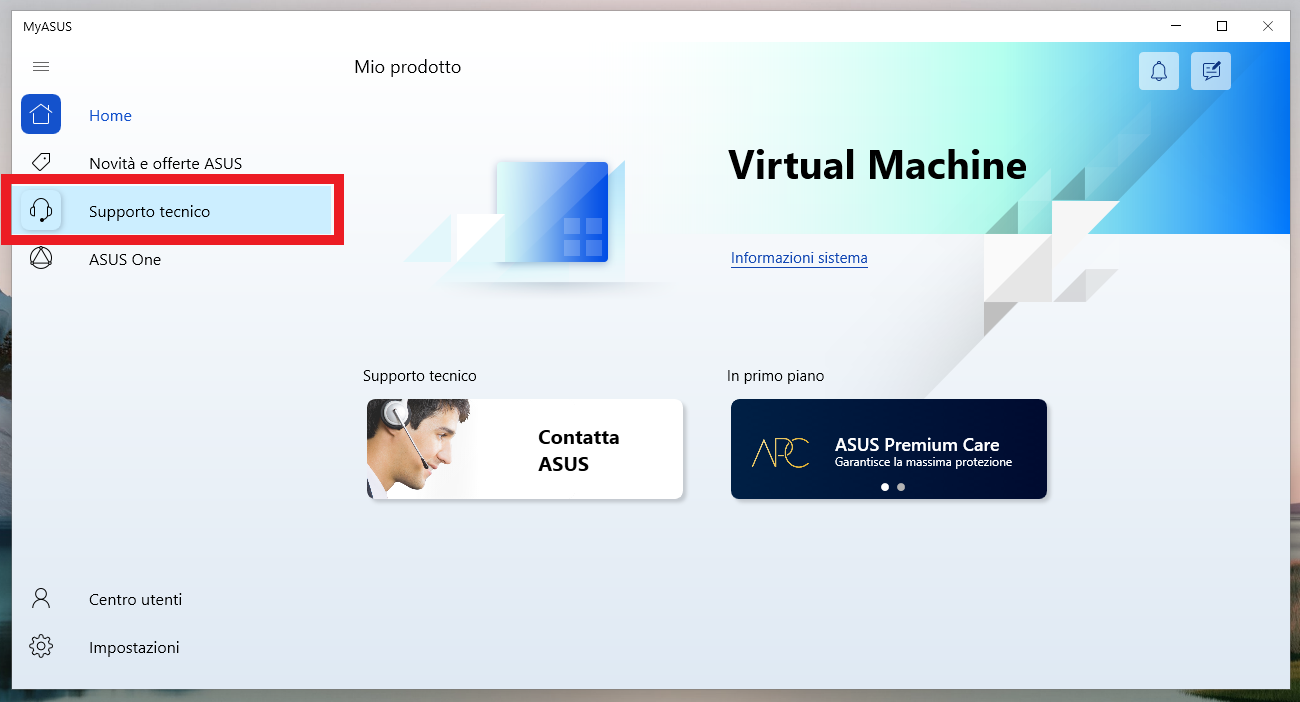 MyASUS
Mio prodotto
Home
Novità e offerte ASUS
Supporto tecnico
ASUS One
Virtual Machine
Informazioni sistema
Supporto tecnico
Contatta
ASUS
In primo piano
APC
ASUS Premium Care
Garantisce la massima protezione
Centro utenti
Impostazioni